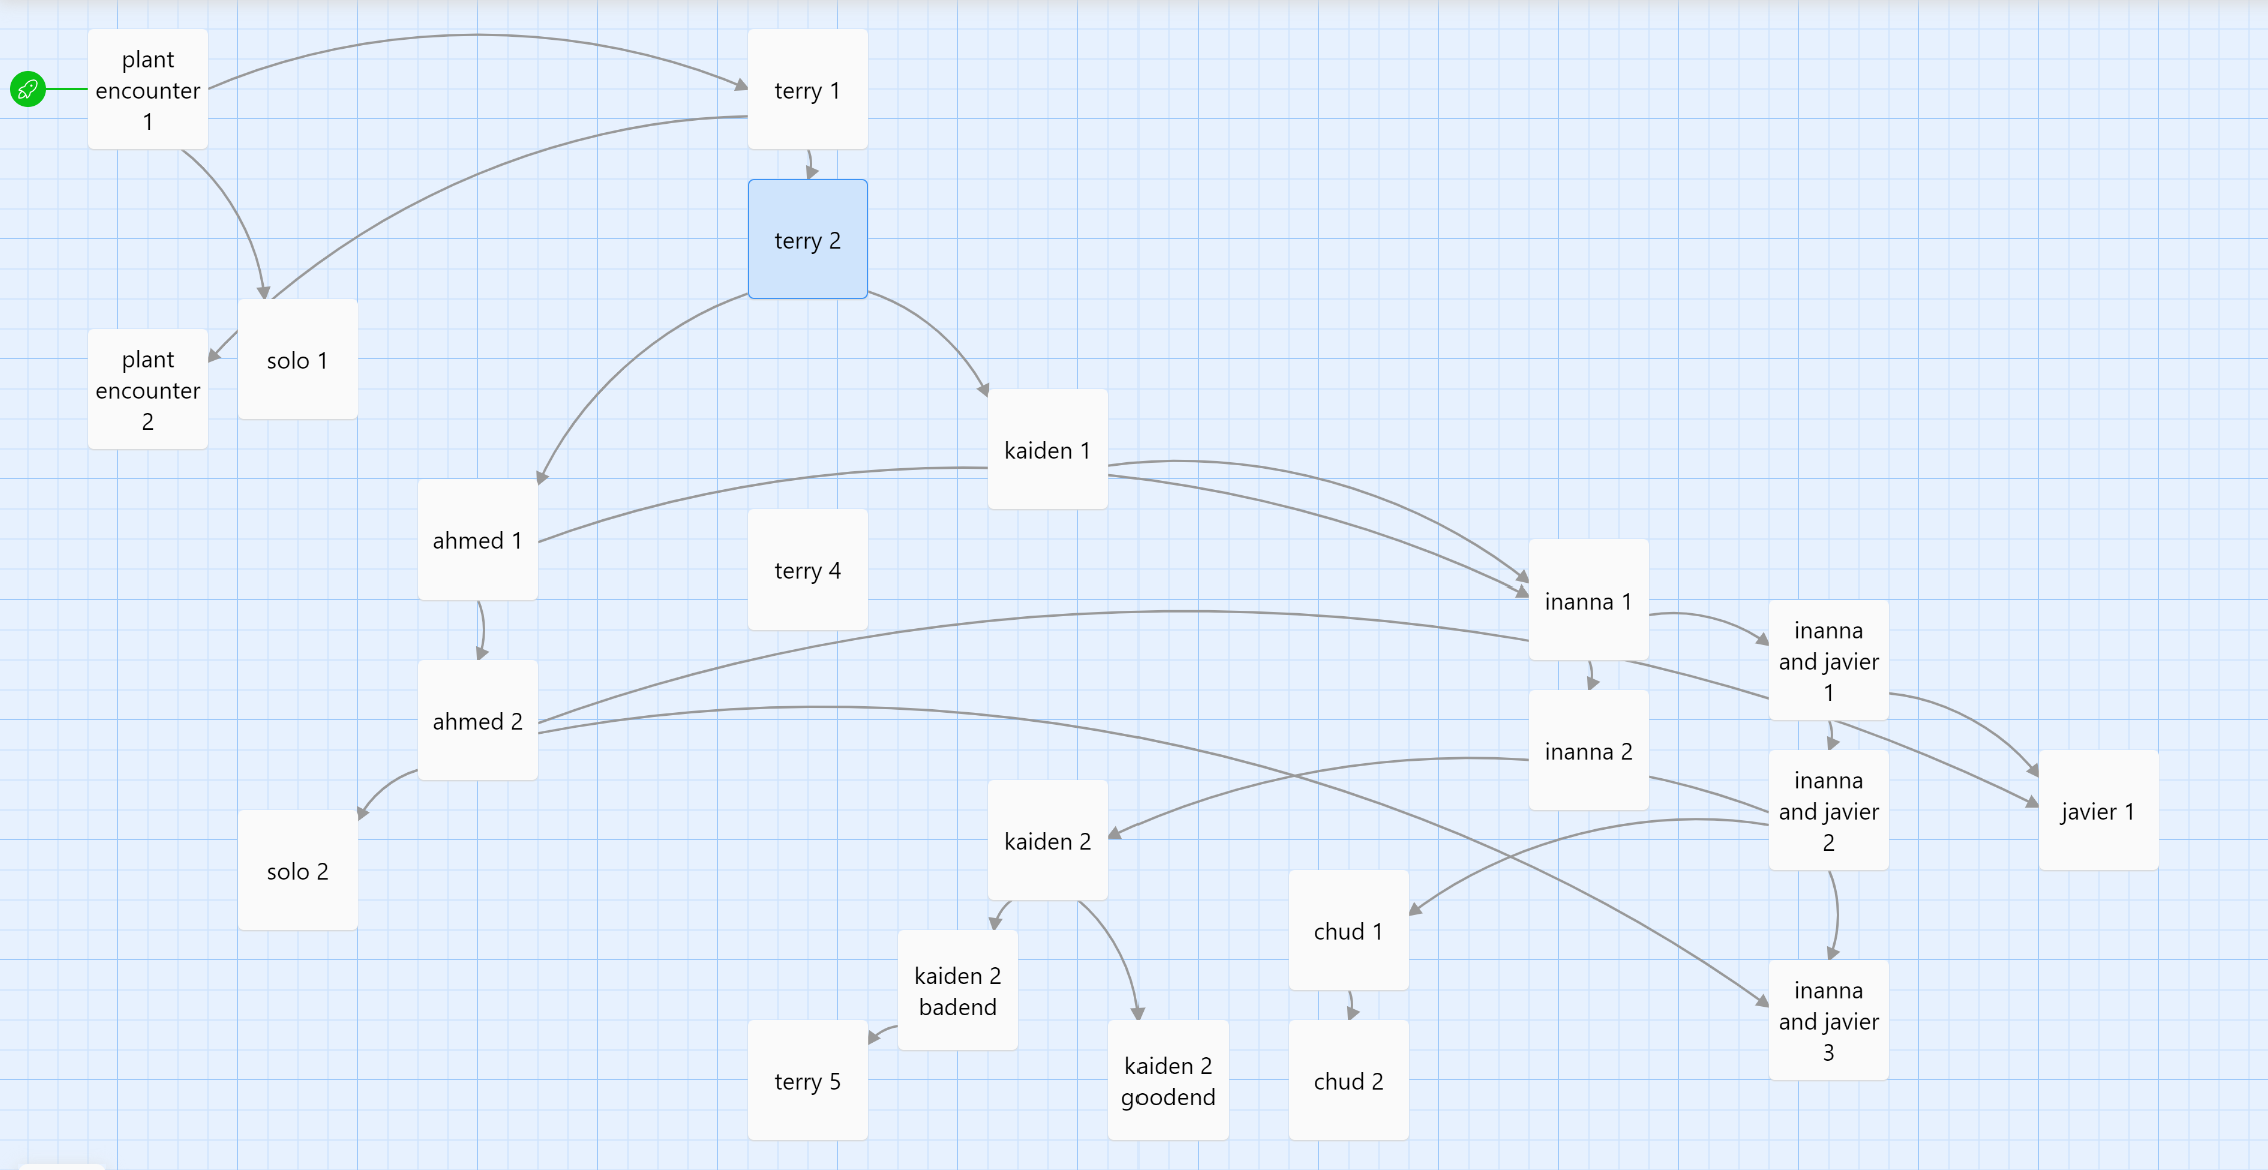 plant
encounter
1
terry 1
terry 2
solo 1
plant
encounter
2
kaiden 1
ahmed 1
terry 4
inanna 1
inanna
and javier
1
ahmed 2
inanna 2
inanna
and javier
2
javier 1
kaiden 2
solo 2
chud 1
kaiden 2
badend
inanna
and javier
3
terry 5
kaiden 2
goodend
chud 2